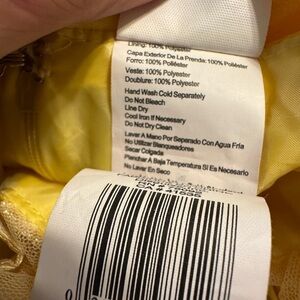 Lining: 100% Polyester
Capa Exterior De La Prenda: 100% Poliéster
Forro: 100% Poliéster
Veste: 100% Polyester
Doublure: 100% Polyester
Hand Wash Cold Separately
Do Not Bleach
Line Dry
Cool Iron If Necessary
Do Not Dry Clean
Lavar A Mano Por Separado Con Agua Fría
No Utilizar Blanqueadores
Secar Colgada
Planchar A Baja Temperatura Si Es Necesario
No Lavar En Seco
0